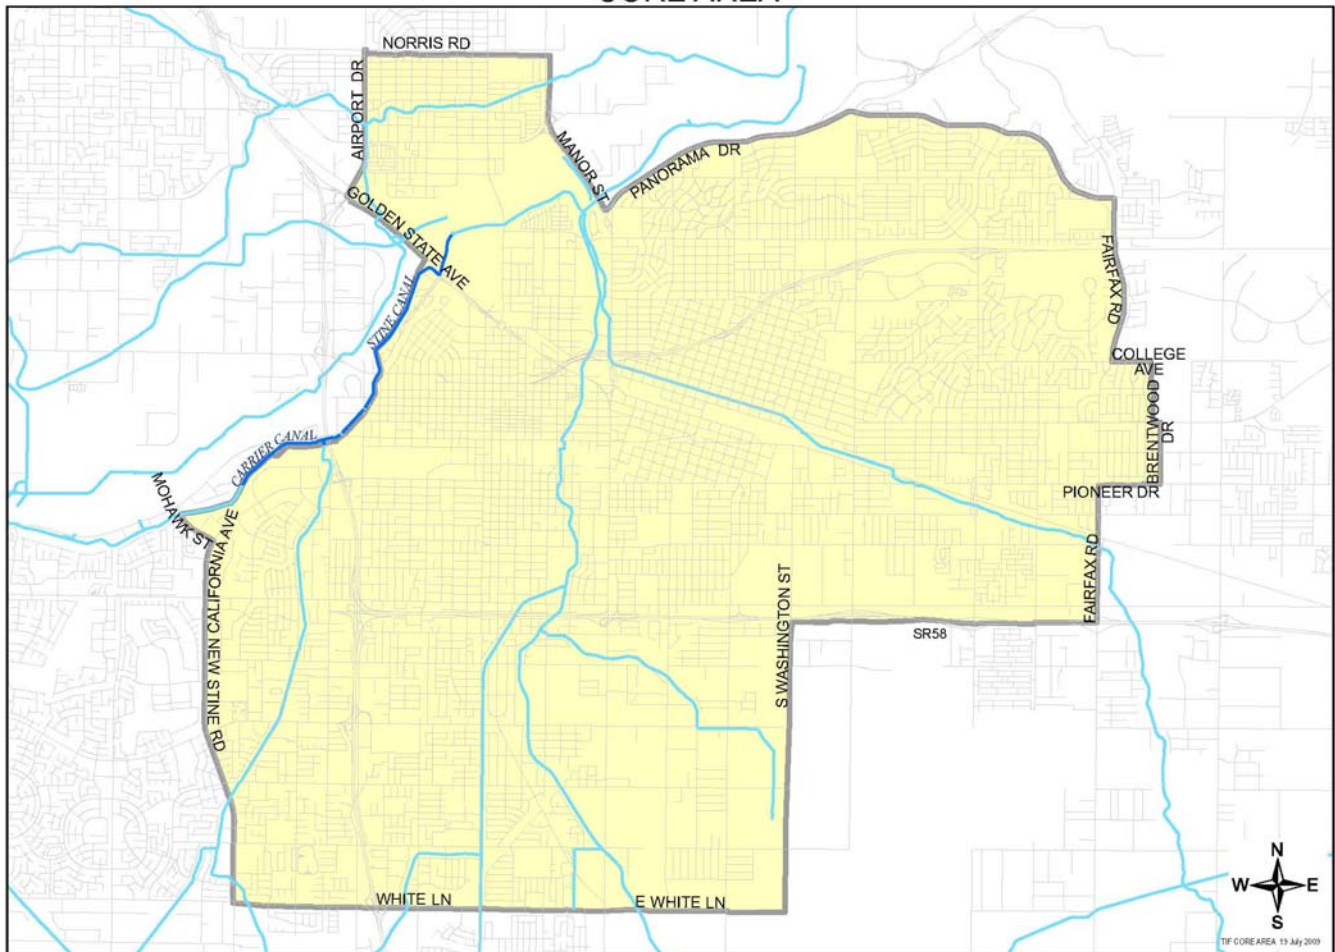 CORE AREA
NORRIS RD
AIRPORT DR
MANOR ST
PANORAMA DR
GOLDEN STATE AVE
FAIRFAX RD
STINE CANAL
COLLEGE
AVE
BRENTWOOD
DR
CARRIER CANAL
MOHAWK ST
PIONEER DR
CALIFORNIA AVE
NEW STINE RD
FAIRFAX RD
S WASHINGTON ST
SR58
WHITE LN
E WHITE LN
N
W
E
S
TIF CORE AREA 19 July 2009